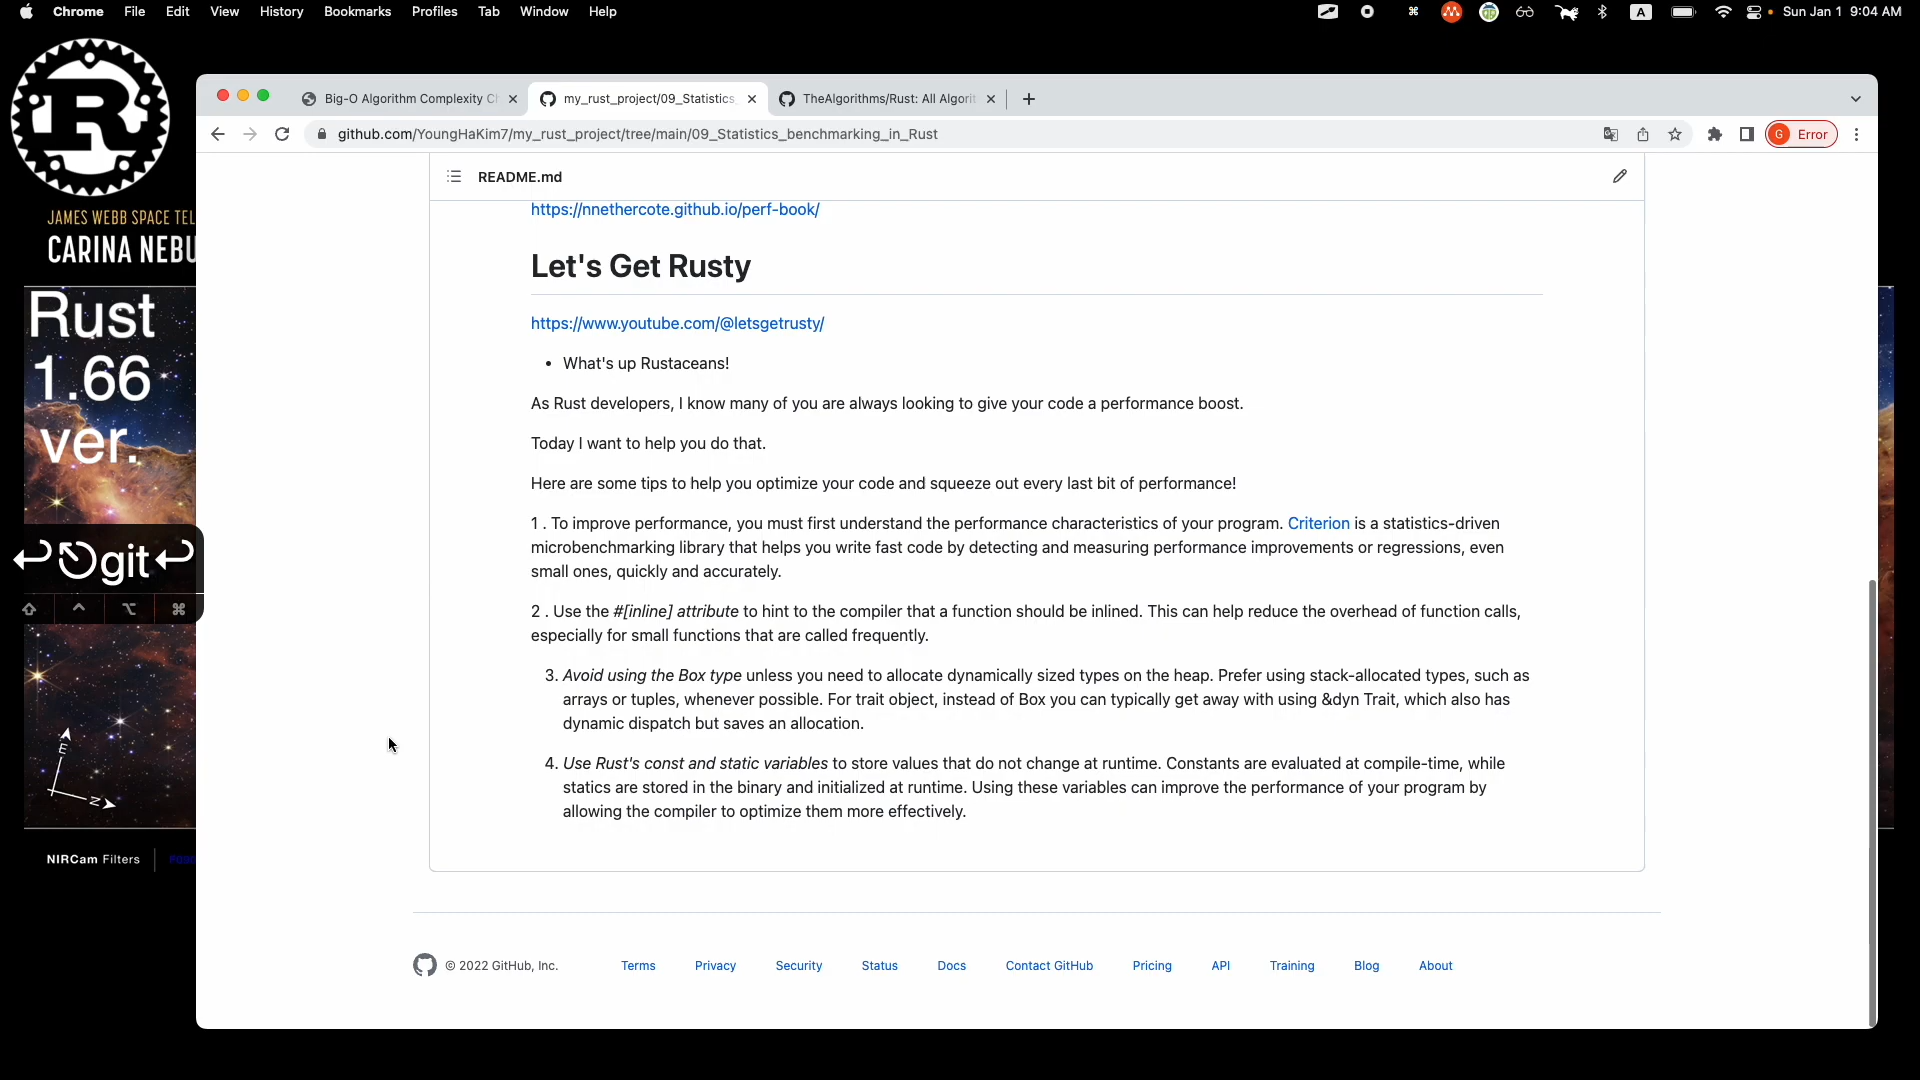 Chrome File Edit View History Bookmarks Profiles Tab Window Help
A
Sun Jan 1 9:04 AM
R
JAMES WEBB SPACE TEL
CARINA NEBU
Rust
1.66
ver.
git
E
N
NIRCam Filters
Big-O Algorithm Complexity Ch
my_rust_project/09_Statistics_
TheAlgorithms/Rust: All Algorit
github.com/YoungHaKim7/my_rust_project/tree/main/09_Statistics_benchmarking_in_Rust
G Error
README.md
https://nnethercote.github.io/perf-book/
Let's Get Rusty
https://www.youtube.com/@letsgetrusty/
• What's up Rustaceans!
As Rust developers, I know many of you are always looking to give your code a performance boost.
Today I want to help you do that.
Here are some tips to help you optimize your code and squeeze out every last bit of performance!
1 . To improve performance, you must first understand the performance characteristics of your program. Criterion is a statistics-driven
microbenchmarking library that helps you write fast code by detecting and measuring performance improvements or regressions, even
small ones, quickly and accurately.
2 . Use the #[inline] attribute to hint to the compiler that a function should be inlined. This can help reduce the overhead of function calls,
especially for small functions that are called frequently.
3. Avoid using the Box type unless you need to allocate dynamically sized types on the heap. Prefer using stack-allocated types, such as
arrays or tuples, whenever possible. For trait object, instead of Box you can typically get away with using &dyn Trait, which also has
dynamic dispatch but saves an allocation.
4. Use Rust's const and static variables to store values that do not change at runtime. Constants are evaluated at compile-time, while
statics are stored in the binary and initialized at runtime. Using these variables can improve the performance of your program by
allowing the compiler to optimize them more effectively.
© 2022 GitHub, Inc.
Terms Privacy Security Status Docs Contact GitHub Pricing API Training Blog About